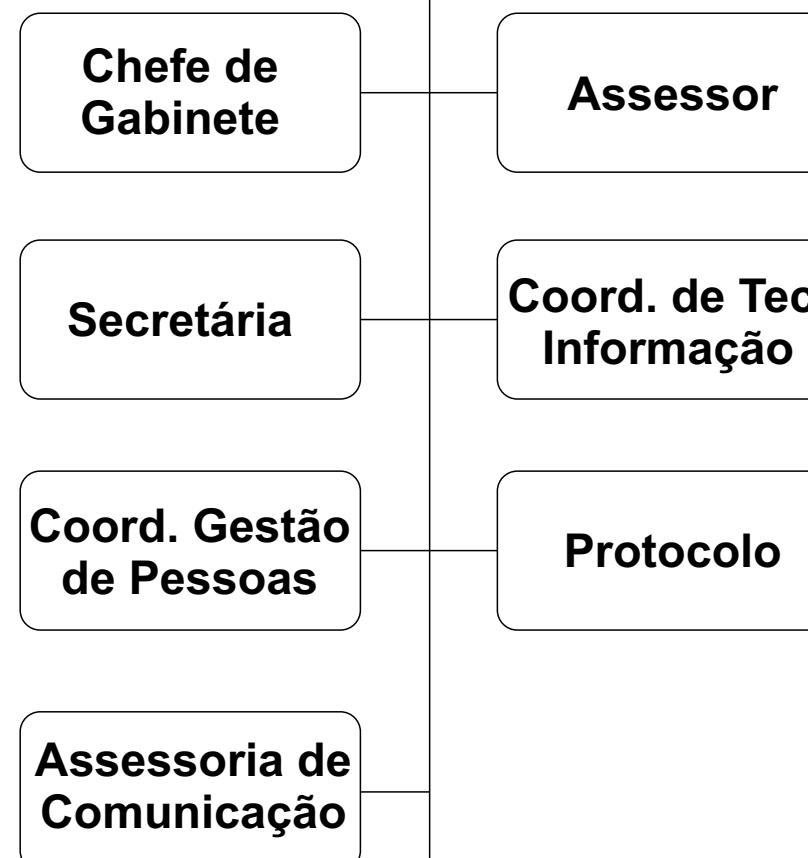 Chefe de
Gabinete
Assessor
Secretária
Coord. de Tec
Informação
Coord. Gestão
de Pessoas
Protocolo
Assessoria de
Comunicação